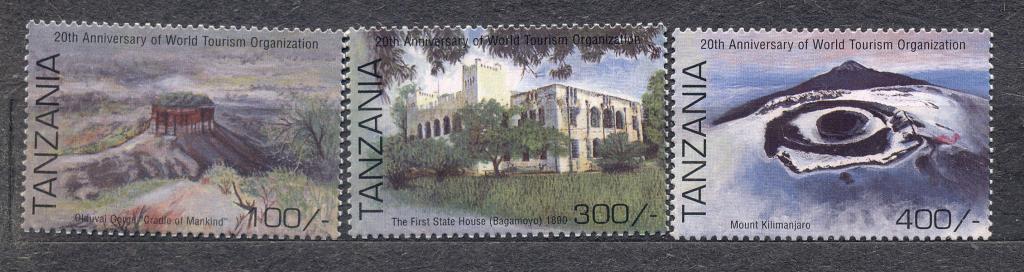 20th Anniversary of World Tourism Organization
TANZANIA
Olduvai Gorge "Cradle of Mankind"
100/-
20th Anniversary of World Tourism Organization
TANZANIA
The First State House (Bagamoyo) 1890
300/-
20th Anniversary of World Tourism Organization
TANZANIA
Mount Kilimanjaro
400/-